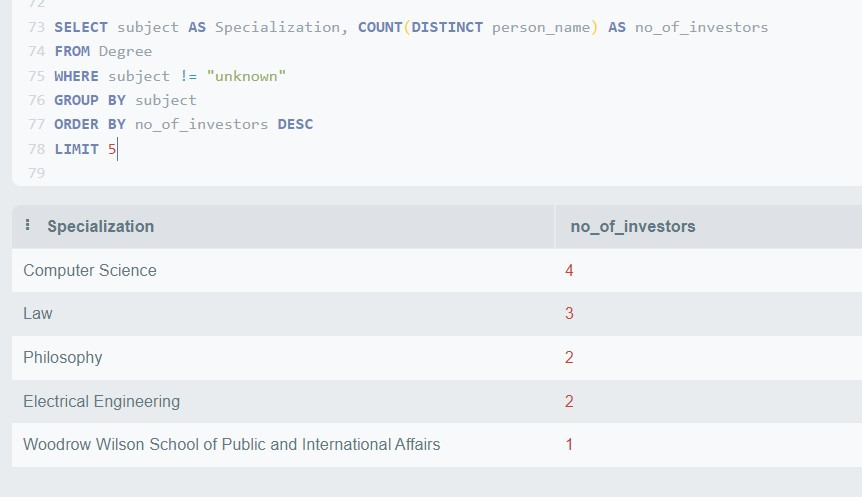 72
73 SELECT subject AS Specialization, COUNT(DISTINCT person_name) AS no_of_investors
74 FROM Degree
75 WHERE subject != "unknown"
76 GROUP BY subject
77 ORDER BY no_of_investors DESC
78 LIMIT 5
79
Specialization no_of_investors
Computer Science 4
Law 3
Philosophy 2
Electrical Engineering 2
Woodrow Wilson School of Public and International Affairs 1